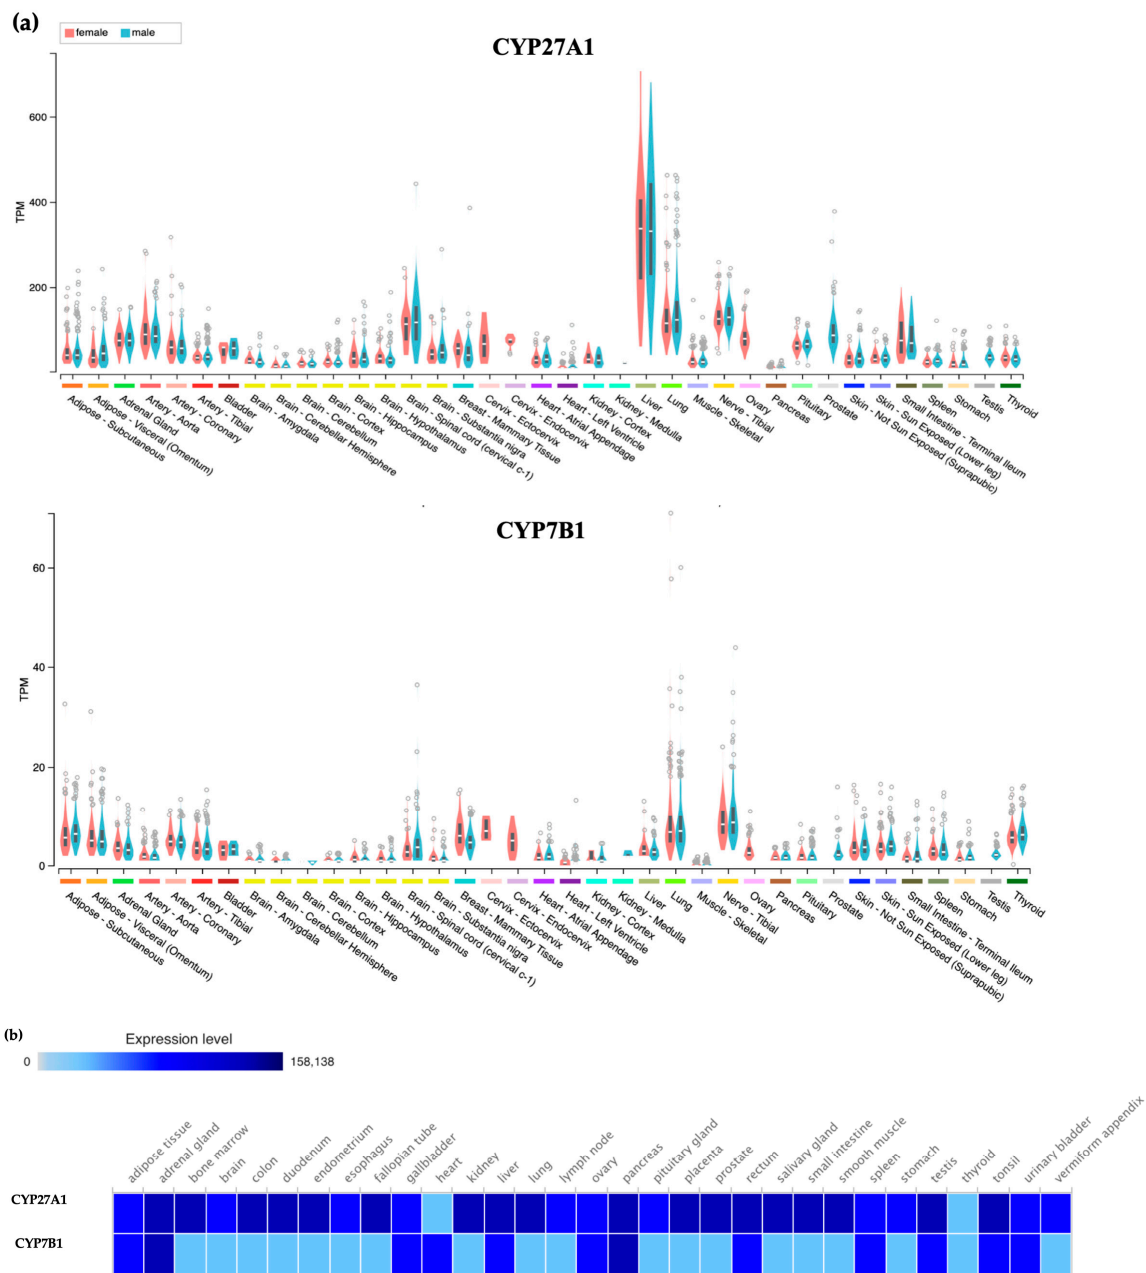 (a)
female male
CYP27A1
TPM
600
400
200
Adipose - Subcutaneous
Adipose - Visceral (Omentum)
Adrenal Gland
Artery - Aorta
Artery - Coronary
Artery - Tibial
Bladder
Brain - Amygdala
Brain - Cerebellar Hemisphere
Brain - Cerebellum
Brain - Cortex
Brain - Hippocampus
Brain - Hypothalamus
Brain - Spinal cord (cervical c-1)
Brain - Substantia nigra
Breast - Mammary Tissue
Cervix - Ectocervix
Cervix - Endocervix
Heart - Atrial Appendage
Heart - Left Ventricle
Kidney - Cortex
Kidney - Medulla
Liver
Lung
Muscle - Skeletal
Nerve - Tibial
Ovary
Pancreas
Pituitary
Prostate
Skin - Not Sun Exposed (Suprapubic)
Skin - Sun Exposed (Lower leg)
Small Intestine - Terminal Ileum
Spleen
Stomach
Testis
Thyroid
CYP7B1
TPM
60
40
20
0
Adipose - Subcutaneous
Adipose - Visceral (Omentum)
Adrenal Gland
Artery - Aorta
Artery - Coronary
Artery - Tibial
Bladder
Brain - Amygdala
Brain - Cerebellar Hemisphere
Brain - Cerebellum
Brain - Cortex
Brain - Hippocampus
Brain - Hypothalamus
Brain - Spinal cord (cervical c-1)
Brain - Substantia nigra
Breast - Mammary Tissue
Cervix - Ectocervix
Cervix - Endocervix
Heart - Atrial Appendage
Heart - Left Ventricle
Kidney - Cortex
Kidney - Medulla
Liver
Lung
Muscle - Skeletal
Nerve - Tibial
Ovary
Pancreas
Pituitary
Prostate
Skin - Not Sun Exposed (Suprapubic)
Skin - Sun Exposed (Lower leg)
Small Intestine - Terminal Ileum
Spleen
Stomach
Testis
Thyroid
(b)
Expression level
0 158,138
adipose tissue
adrenal gland
bone marrow
brain
colon
duodenum
endometrium
esophagus
fallopian tube
gallbladder
heart
kidney
liver
lung
lymph node
ovary
pancreas
pituitary gland
placenta
prostate
rectum
salivary gland
small intestine
smooth muscle
spleen
stomach
testis
thyroid
tonsil
urinary bladder
vermiform appendix
CYP27A1
CYP7B1